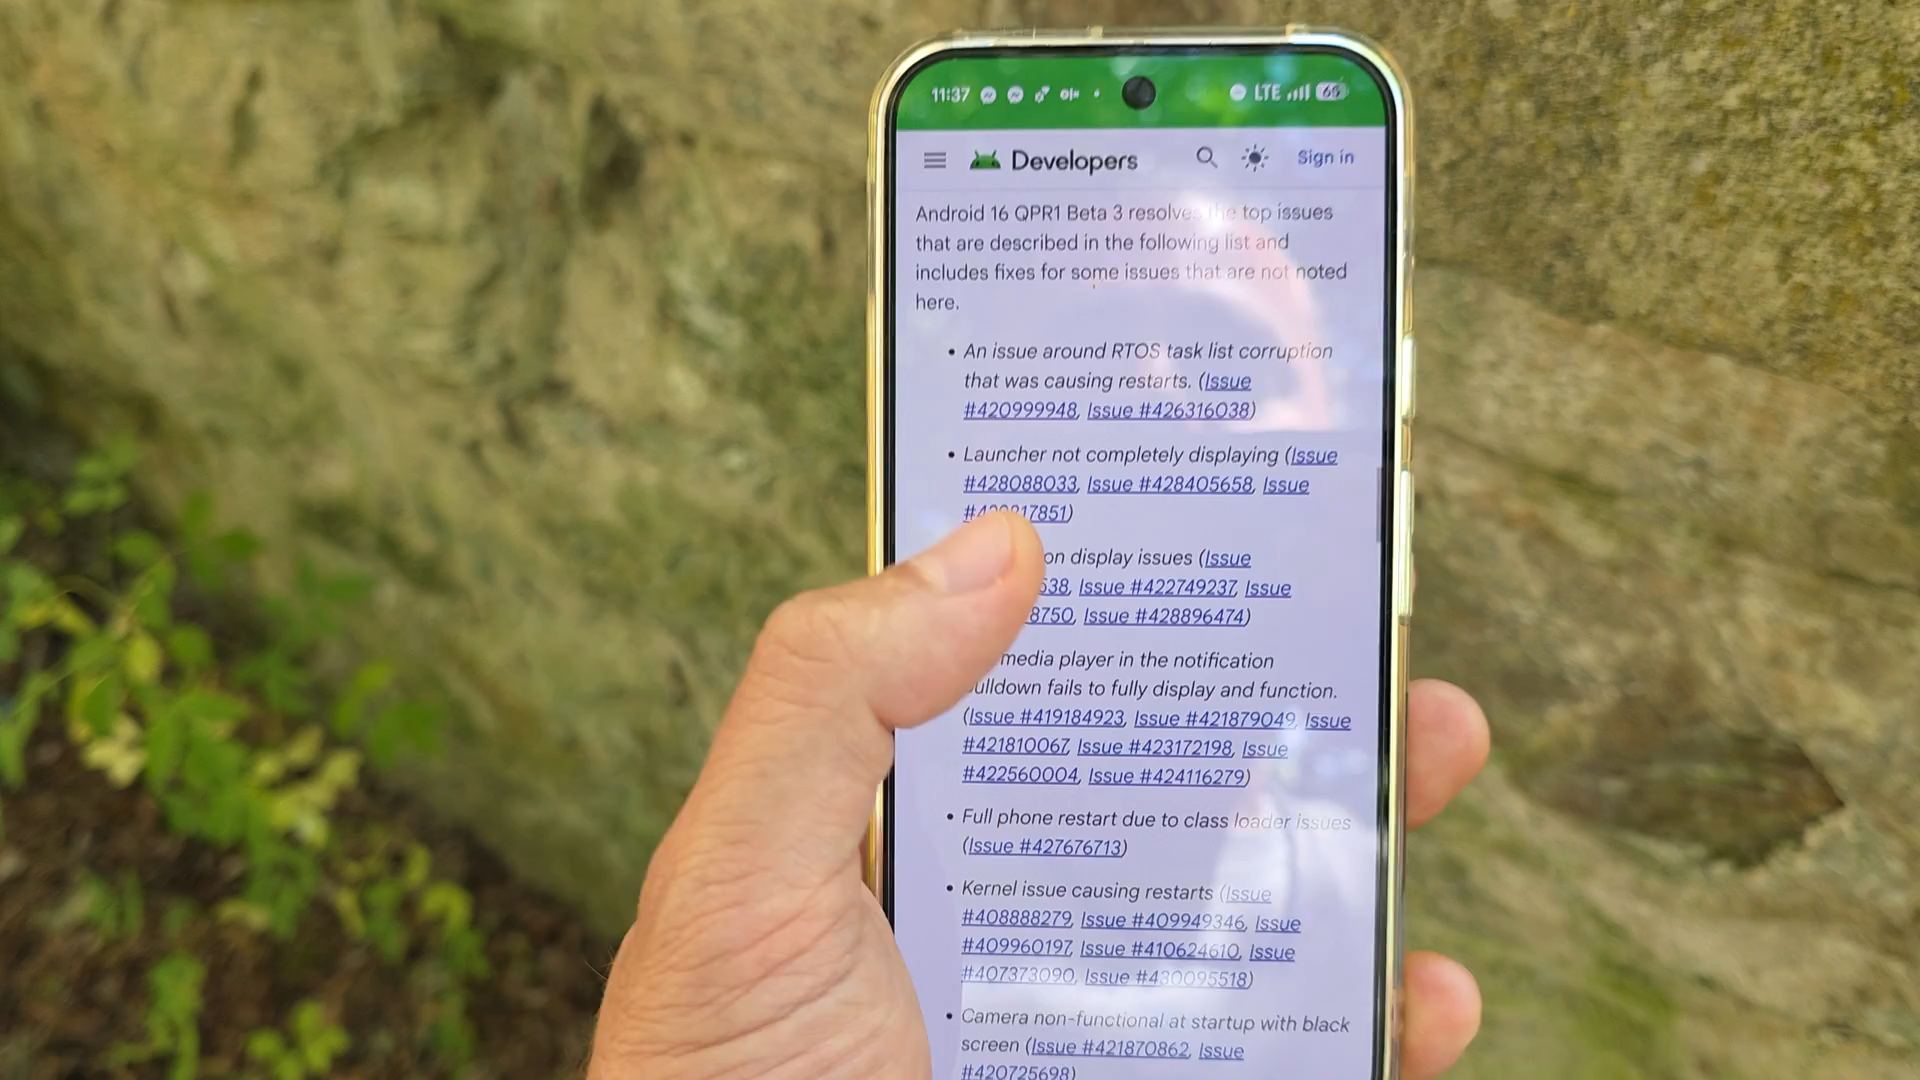 11:37
LTE
65
Developers
Sign in
Android 16 QPR1 Beta 3 resolves the top issues
that are described in the following list and
includes fixes for some issues that are not noted
here.
• An issue around RTOS task list corruption
that was causing restarts. (Issue
#420999948, Issue #426316038)
• Launcher not completely displaying (Issue
#428088033, Issue #428405658, Issue
17851)
on display issues (Issue
638, Issue #422749237, Issue
8750, Issue #428896474)
media player in the notification
ulldown fails to fully display and function.
(Issue #419184923, Issue #421879049, Issue
#421810067, Issue #423172198, Issue
#422560004, Issue #424116279)
• Full phone restart due to class loader issues
(Issue #427676713)
• Kernel issue causing restarts (Issue
#408888279, Issue #409949346, Issue
#409960197, Issue #410624610, Issue
#407373090, Issue #430095518)
• Camera non-functional at startup with black
screen (Issue #421870862, Issue
#420725698)